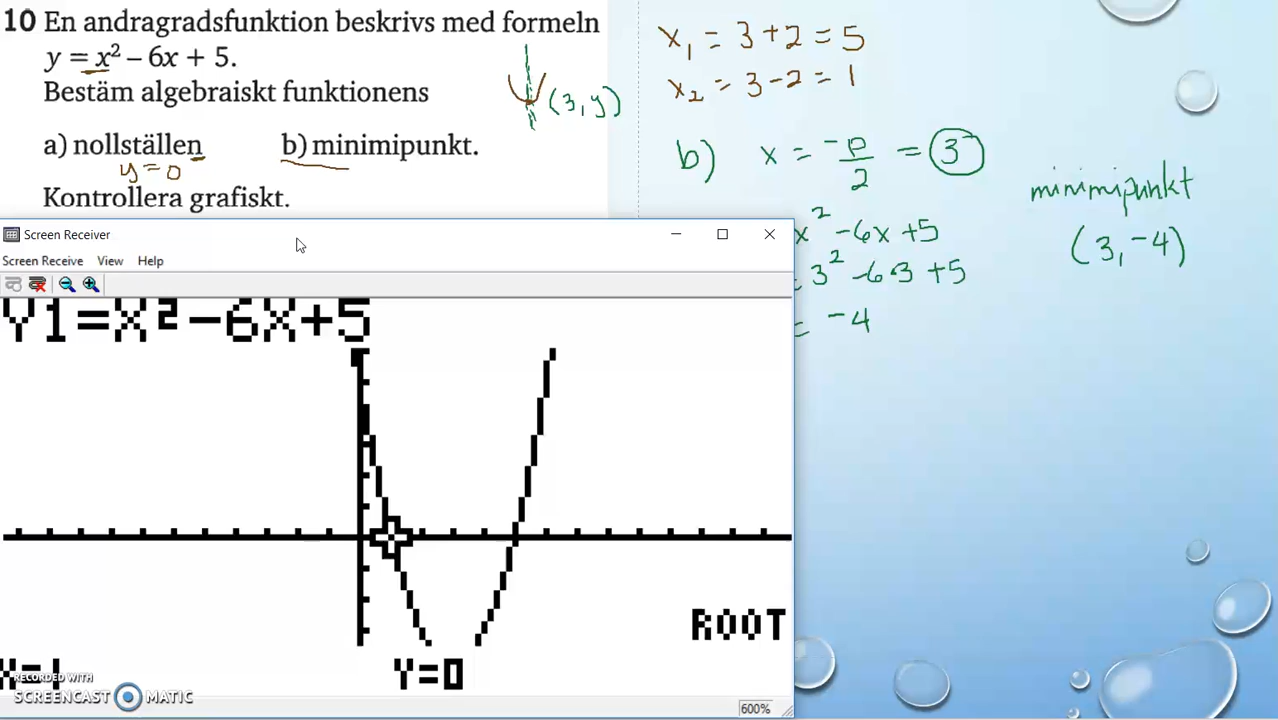 10 En andragradsfunktion beskrivs med formeln
y = x² – 6x + 5.
Bestäm algebraiskt funktionens
a) nollställen b) minimipunkt.
y = 0
Kontrollera grafiskt.
(3, y)
x₁ = 3 + 2 = 5
x₂ = 3 - 2 = 1
b) x = -p/2 = 3
x² - 6x + 5
= 3² - 6·3 + 5
= -4
minimipunkt
(3, -4)
Screen Receiver
Screen Receive View Help
Y1=X²-6X+5
ROOT
X=1 Y=0
RECORDED WITH
SCREENCAST MATIC
600%